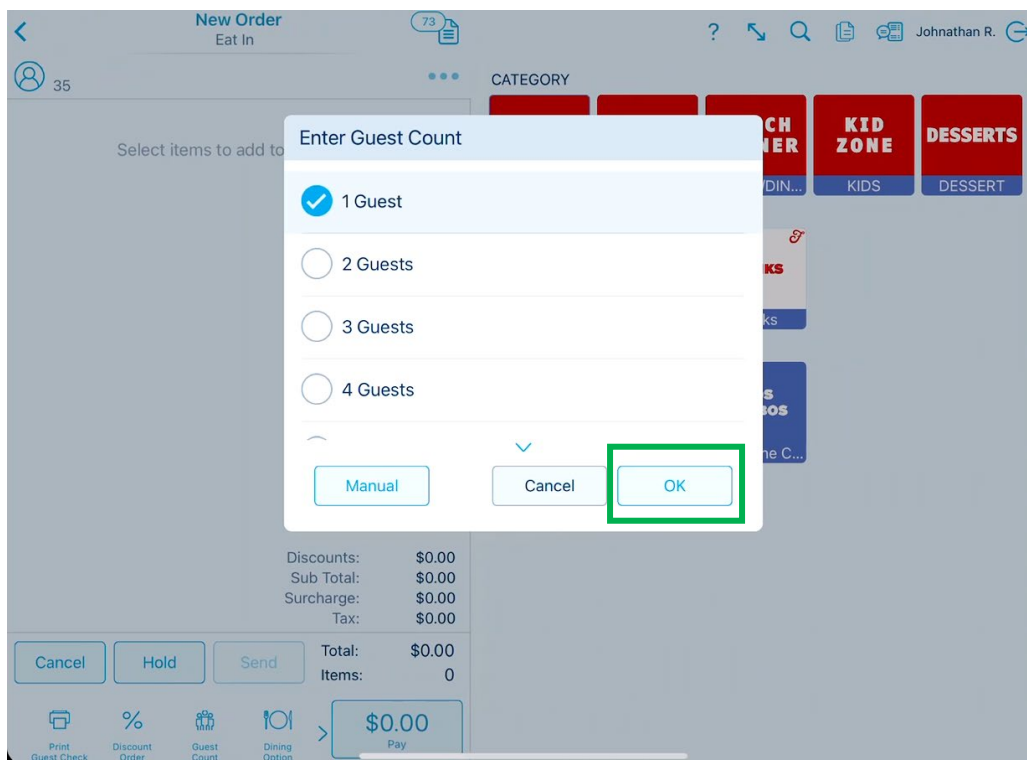 New Order
Eat In
73
?
Johnathan R.
35
•••
CATEGORY
Select items to add to
Enter Guest Count
1 Guest
2 Guests
3 Guests
4 Guests
Manual
Cancel
OK
KID
ZONE
KIDS
DESSERTS
DESSERT
Discounts: $0.00
Sub Total: $0.00
Surcharge: $0.00
Tax: $0.00
Cancel
Hold
Send
Total: $0.00
Items: 0
Print
Guest Check
%
Discount
Order
Guest
Count
Dining
Option
$0.00
Pay